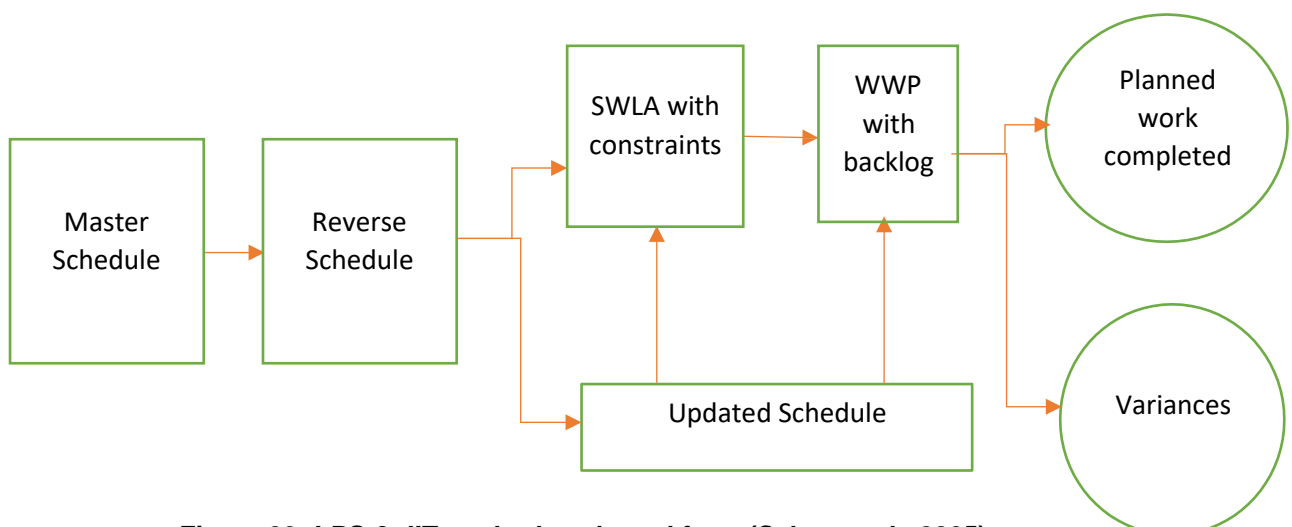 Master
Schedule
Reverse
Schedule
SWLA with
constraints
WWP
with
backlog
Planned
work
completed
Updated Schedule
Variances